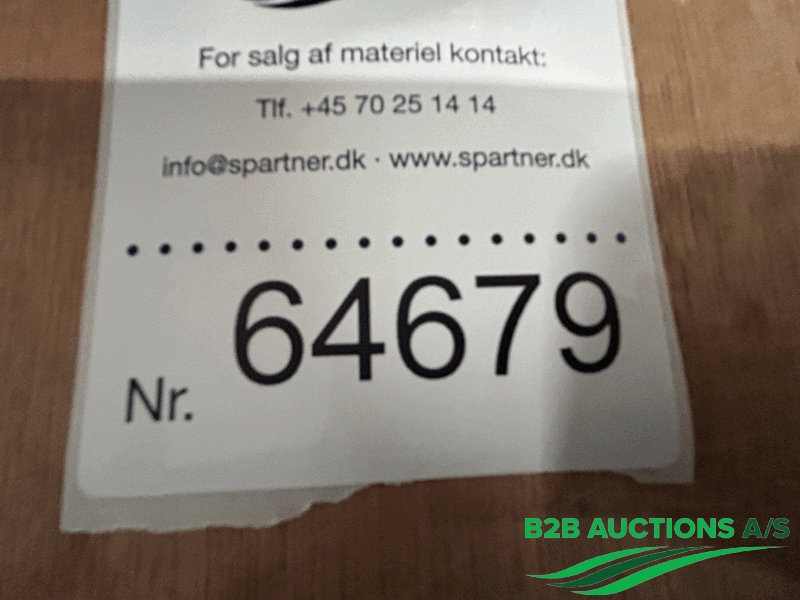 For salg af materiel kontakt:
Tlf. +45 70 25 14 14
info@spartner.dk · www.spartner.dk
Nr. 64679
B2B AUCTIONS A/S